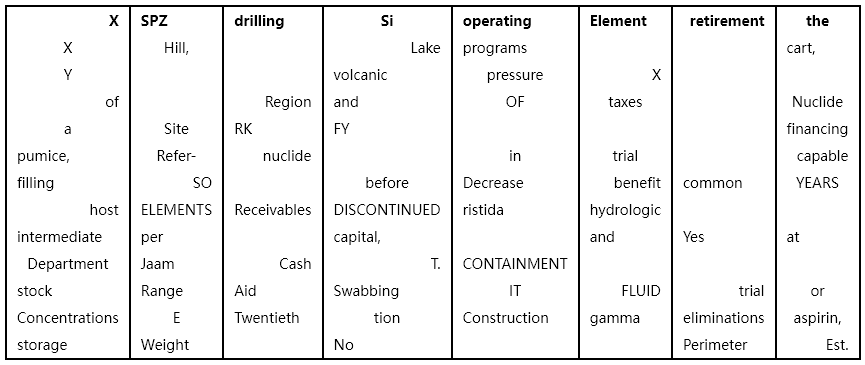 X SPZ drilling Si operating Element retirement the
X Hill, Lake programs cart,
Y volcanic pressure X
of Region and OF taxes Nuclide
a Site RK FY financing
pumice, Refer- nuclide in trial capable
filling SO before Decrease benefit common YEARS
host ELEMENTS Receivables DISCONTINUED ristida hydrologic
intermediate per capital, and Yes at
Department Jaam Cash T. CONTAINMENT
stock Range Aid Swabbing IT FLUID trial or
Concentrations E Twentieth tion Construction gamma eliminations aspirin,
storage Weight No Perimeter Est.